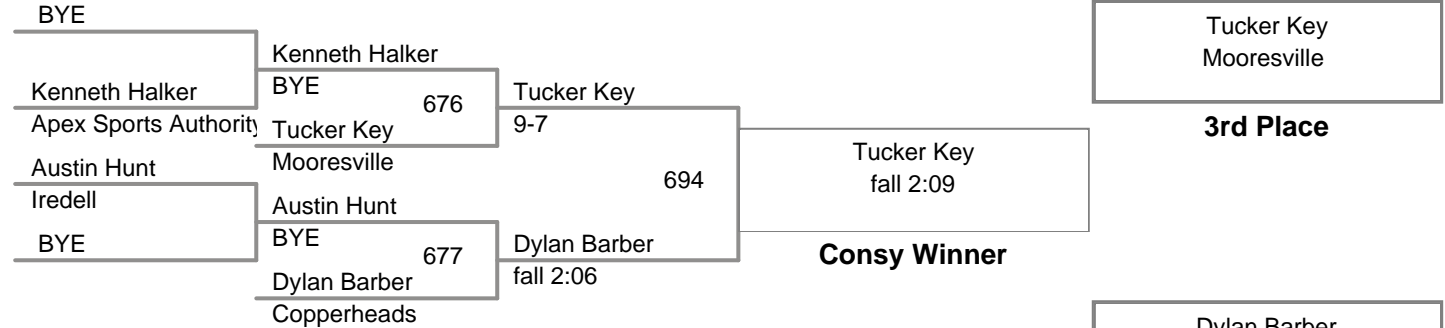 BYE
Kenneth Halker
Apex Sports Authority
Austin Hunt
Iredell
BYE
Kenneth Halker
BYE
676
Tucker Key
Mooresville
Austin Hunt
BYE
677
Dylan Barber
Copperheads
Tucker Key
9-7
694
Dylan Barber
fall 2:06
Tucker Key
fall 2:09
Consy Winner
Tucker Key
Mooresville
3rd Place
Dylan Barber